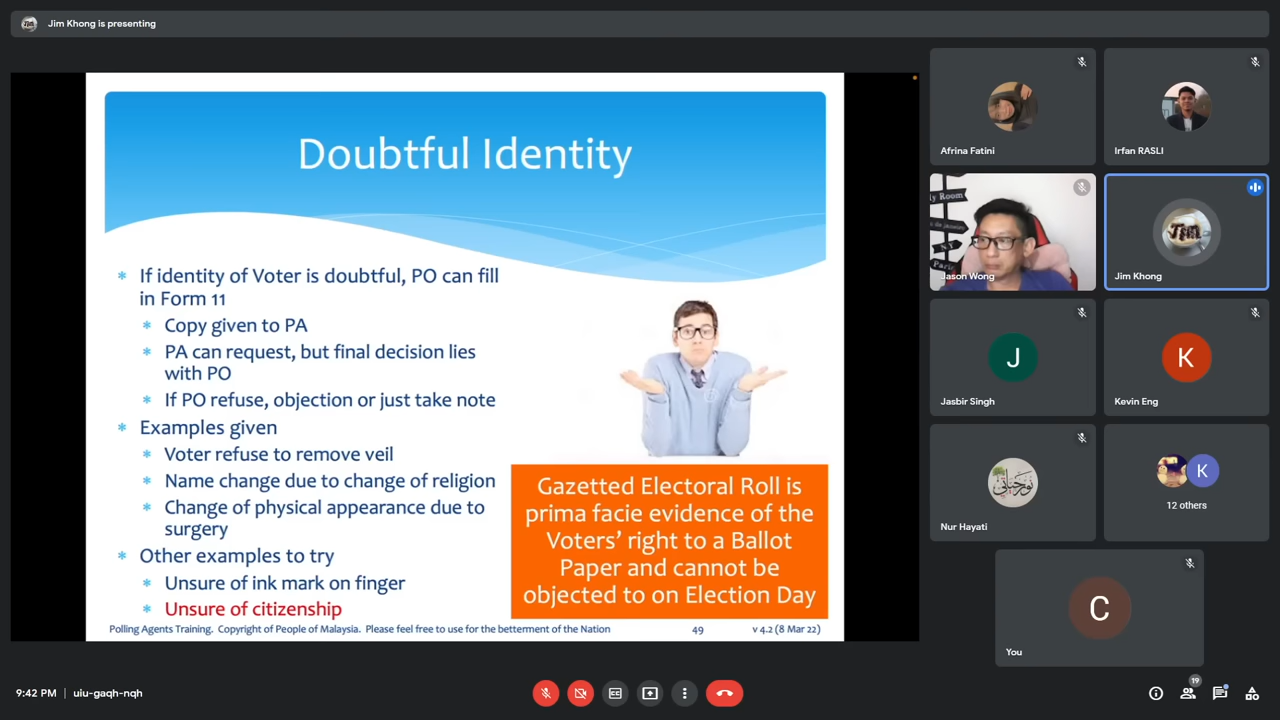 Jim Khong is presenting
Doubtful Identity
* If identity of Voter is doubtful, PO can fill
in Form 11
* Copy given to PA
* PA can request, but final decision lies
with PO
* If PO refuse, objection or just take note
* Examples given
* Voter refuse to remove veil
* Name change due to change of religion
* Change of physical appearance due to
surgery
* Other examples to try
* Unsure of ink mark on finger
* Unsure of citizenship
Gazetted Electoral Roll is
prima facie evidence of the
Voters' right to a Ballot
Paper and cannot be
objected to on Election Day
Polling Agents Training. Copyright of People of Malaysia. Please feel free to use for the betterment of the Nation
49
v 4.2 (8 Mar 22)
Afrina Fatini
Irfan RASLI
ly Room
Paris
Jason Wong
Jim
Jim Khong
J
Jasbir Singh
K
Kevin Eng
Nur Hayati
K
12 others
C
You
9:42 PM | uiu-gaqh-nqh
19